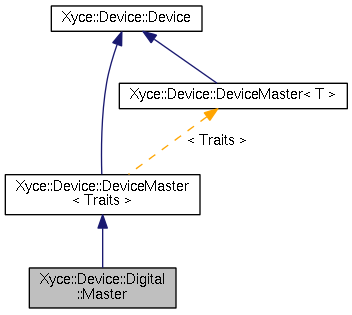 Xyce::Device::Device
Xyce::Device::DeviceMaster< T >
< Traits >
Xyce::Device::DeviceMaster
< Traits >
Xyce::Device::Digital
::Master